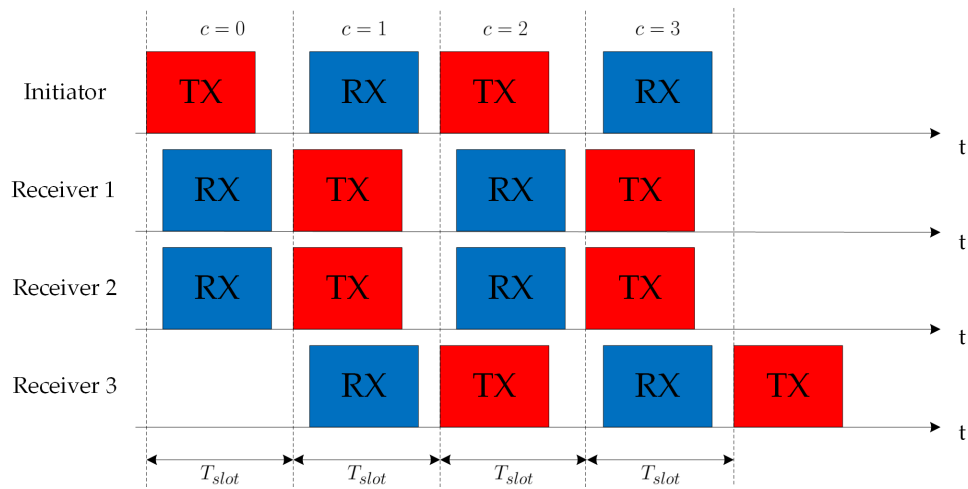 c = 0 c = 1 c = 2 c = 3
Initiator TX RX TX RX
t
Receiver 1 RX TX RX TX
t
Receiver 2 RX TX RX TX
t
Receiver 3 RX TX RX TX
t
T_slot T_slot T_slot T_slot